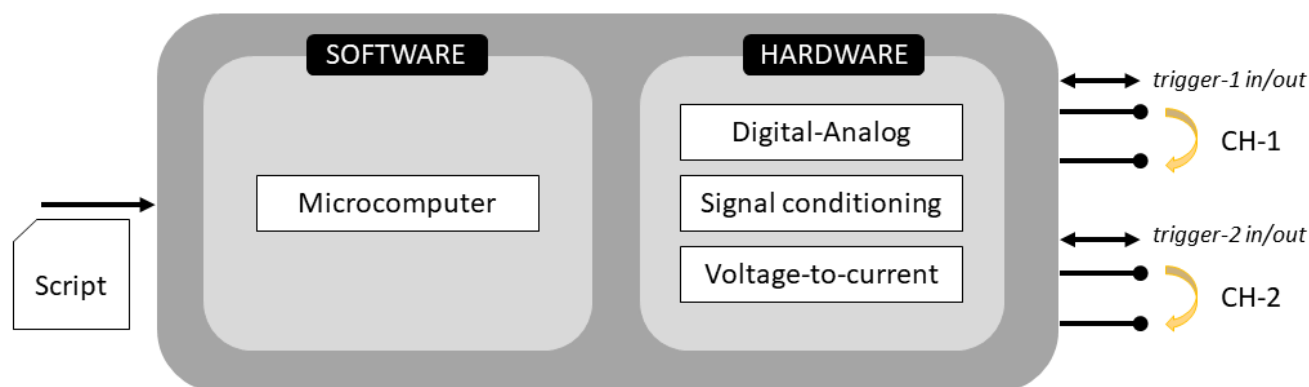 SOFTWARE
HARDWARE
trigger-1 in/out
Digital-Analog
CH-1
Microcomputer
Signal conditioning
trigger-2 in/out
Script
Voltage-to-current
CH-2